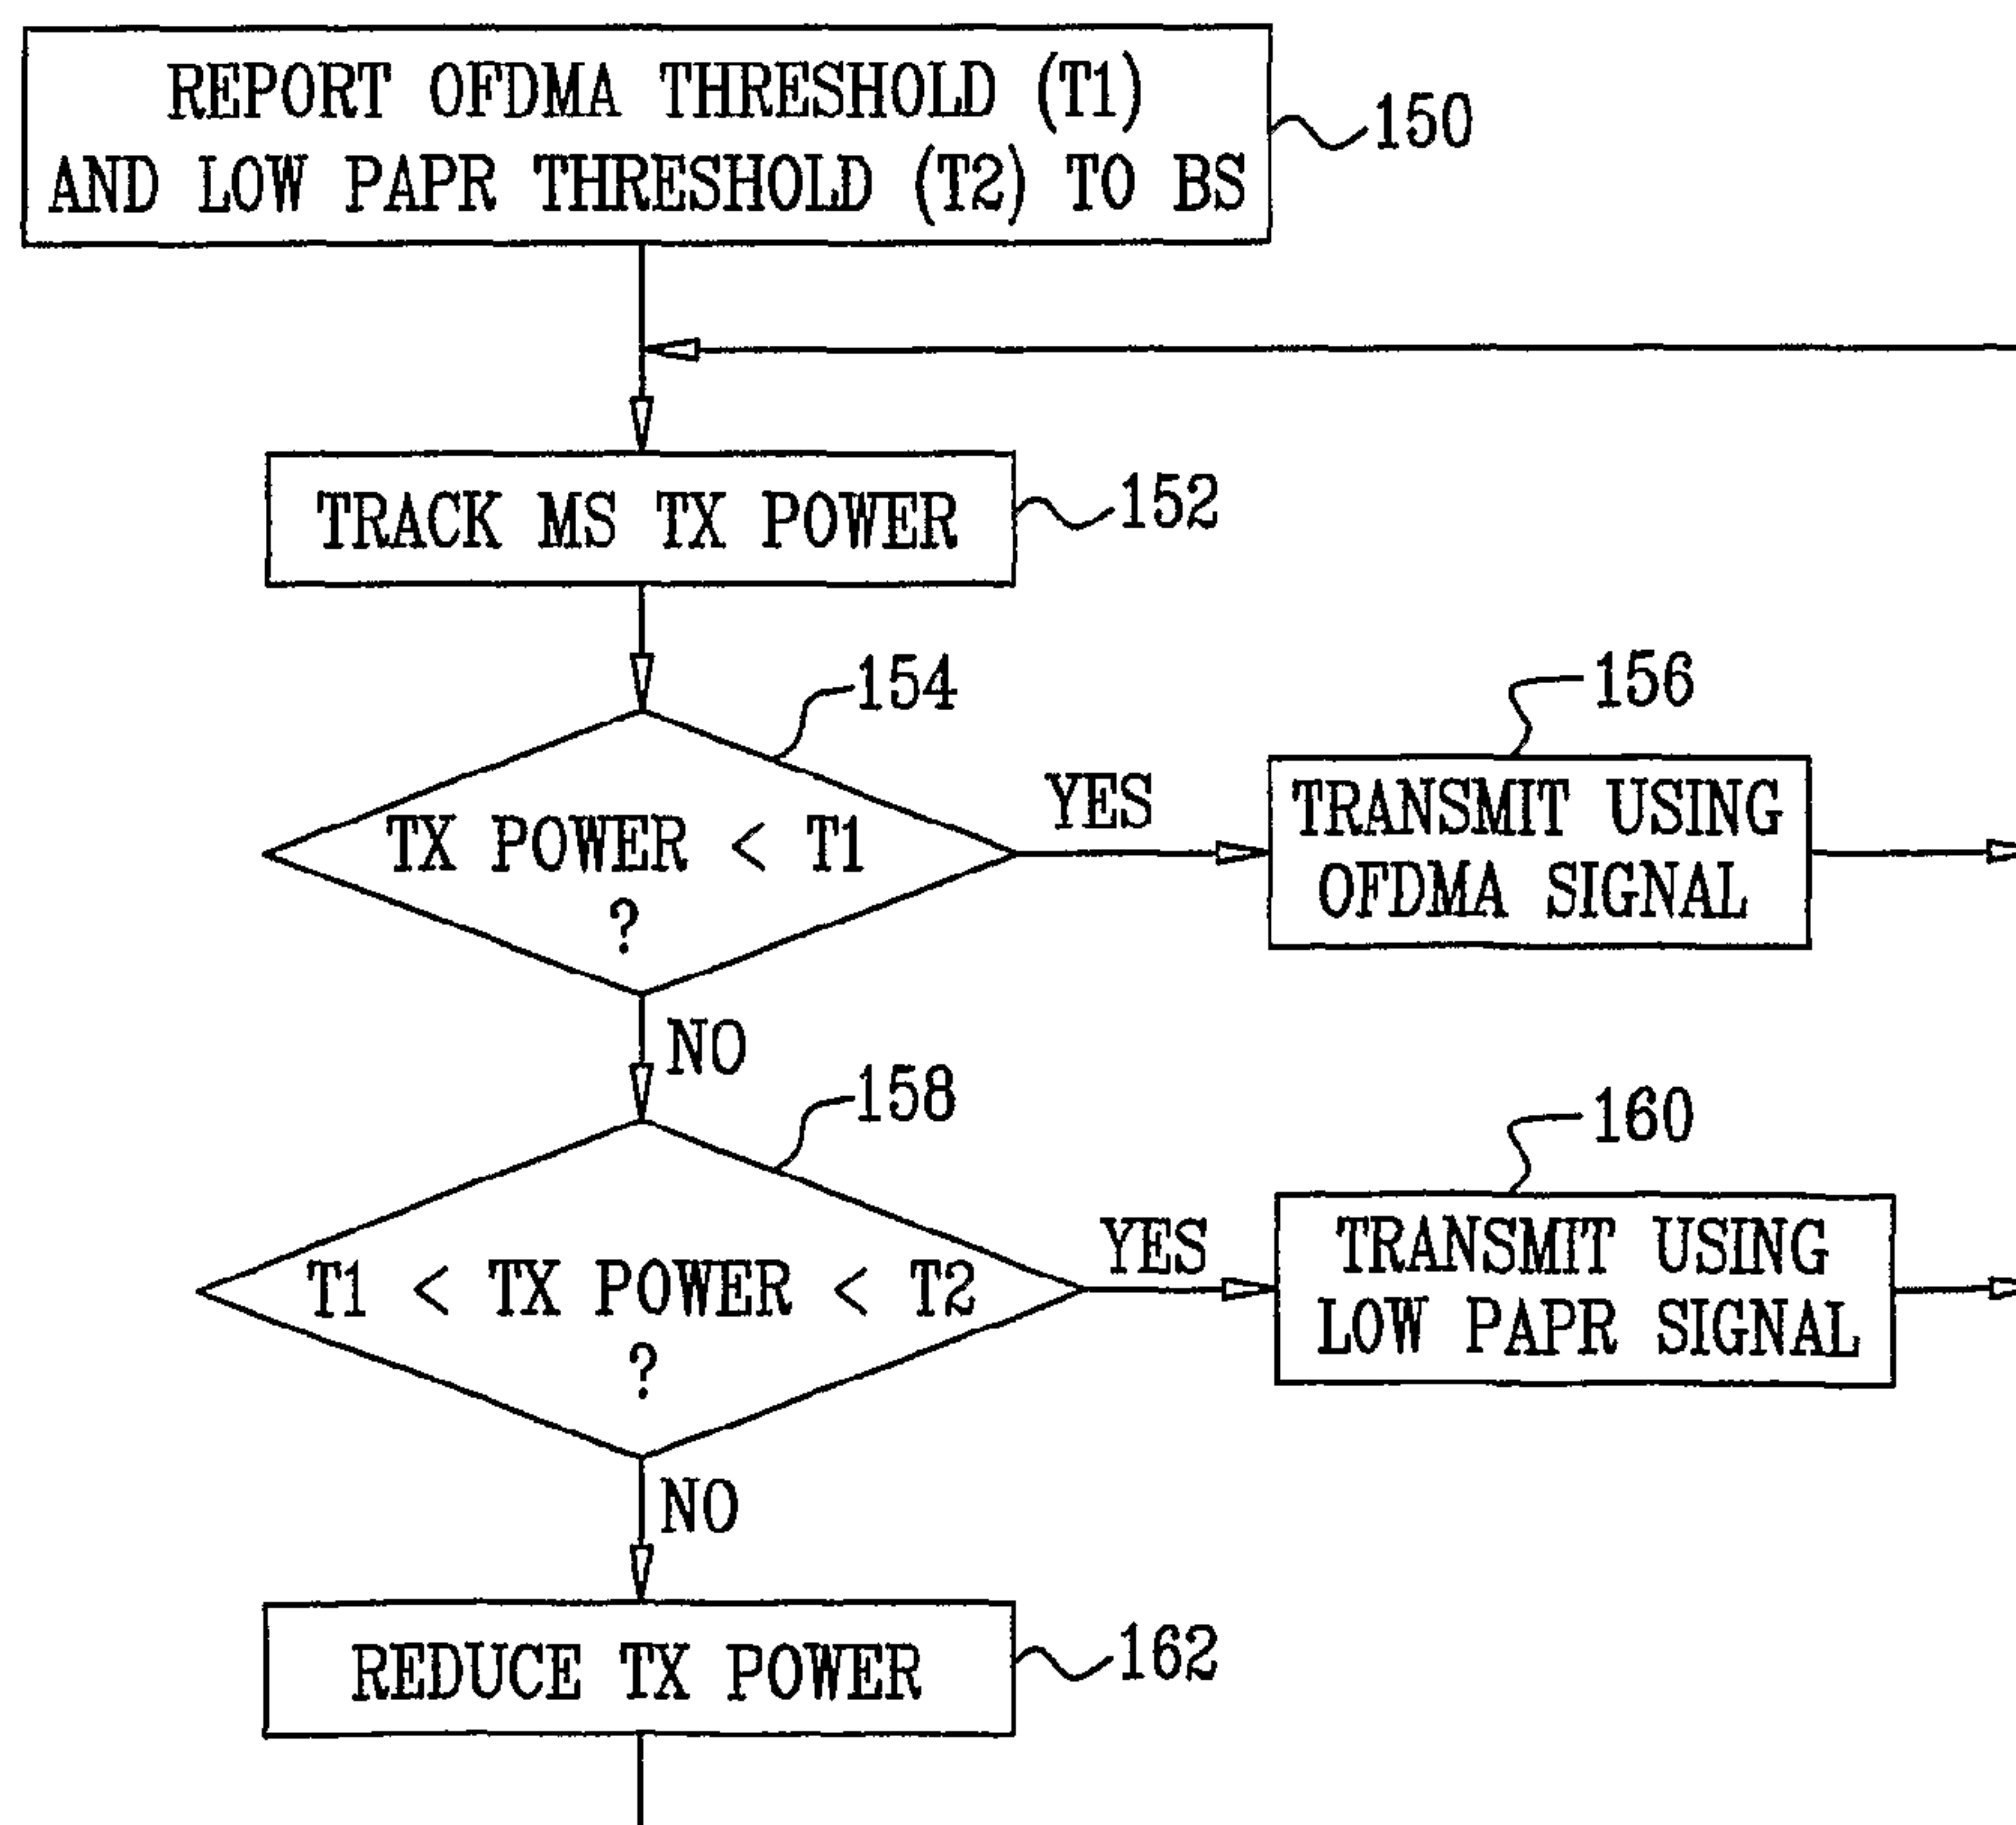 REPORT OFDMA THRESHOLD (T1)
AND LOW PAPR THRESHOLD (T2) TO BS
150
TRACK MS TX POWER
152
154
TX POWER < T1
?
YES
156
TRANSMIT USING
OFDMA SIGNAL
NO
158
T1 < TX POWER < T2
?
YES
160
TRANSMIT USING
LOW PAPR SIGNAL
NO
REDUCE TX POWER
162